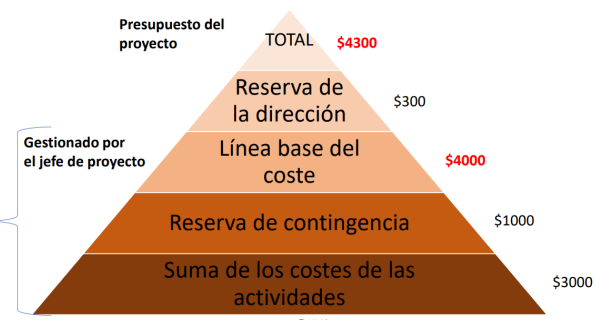 Presupuesto del
proyecto
TOTAL
$4300
Reserva de
la dirección
$300
Gestionado por
el jefe de proyecto
Línea base del
coste
$4000
Reserva de contingencia
$1000
Suma de los costes de las
actividades
$3000